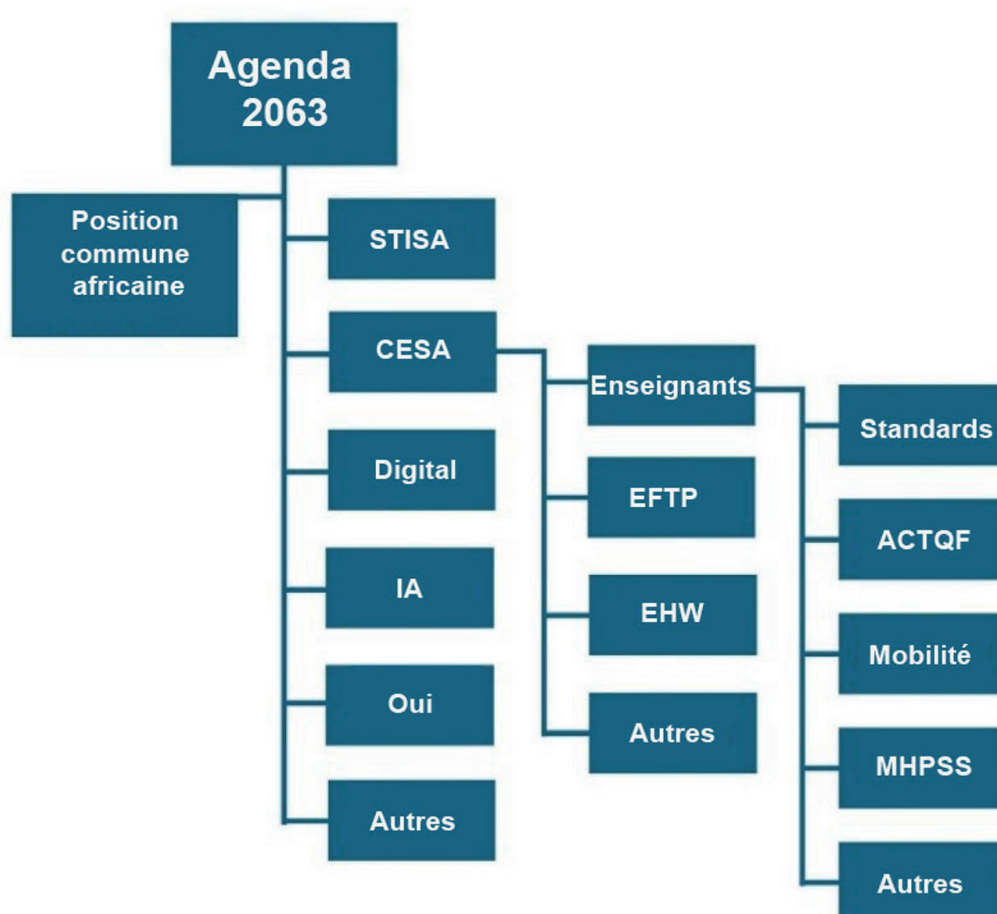 Agenda
2063
Position
commune
africaine
STISA
CESA
Digital
IA
Oui
Autres
Enseignants
EFTP
EHW
Autres
Standards
ACTQF
Mobilité
MHPSS
Autres